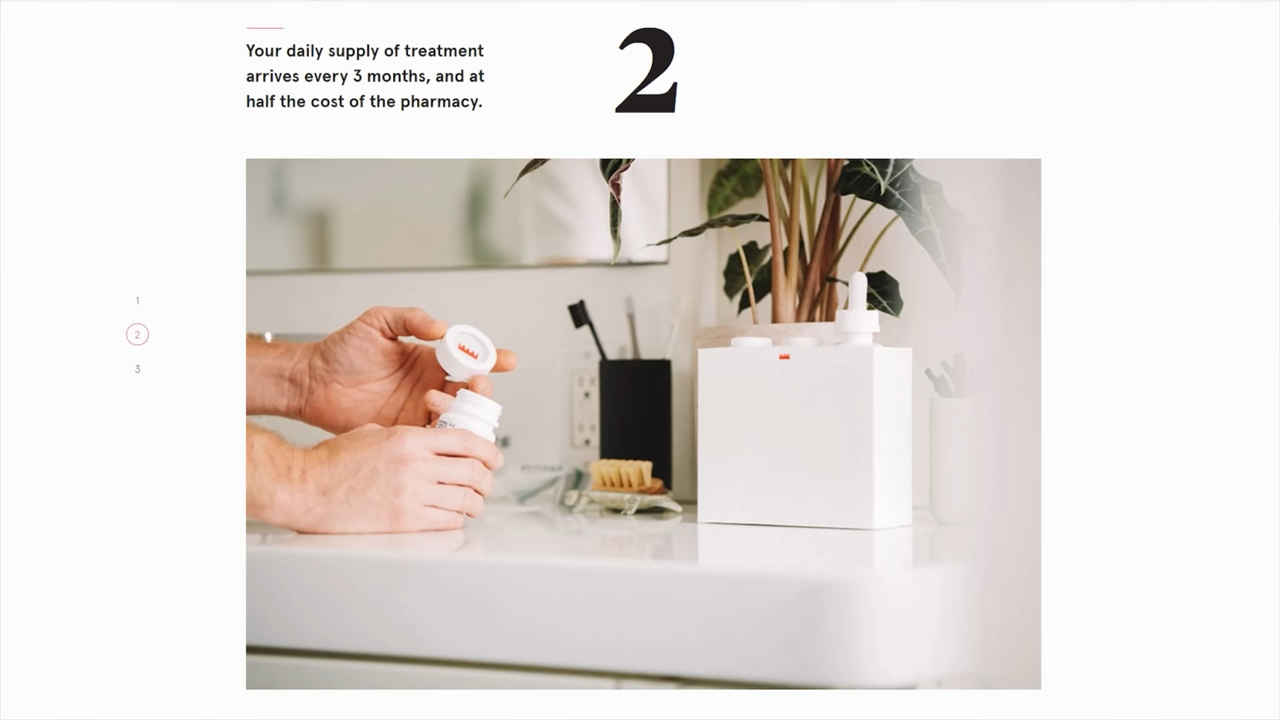 Your daily supply of treatment
arrives every 3 months, and at
half the cost of the pharmacy.
2
1
2
3